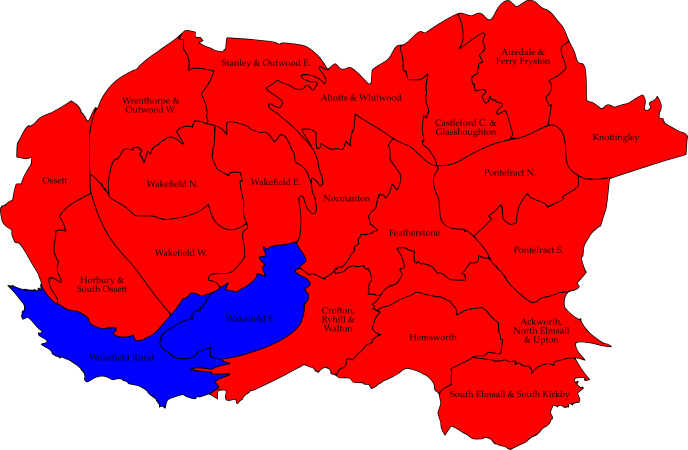 Airedale &
Ferry Fryston
Stanley & Outwood E.
Altofts & Whitwood
Wrenthorpe &
Outwood W.
Castleford C. &
Glasshoughton
Knottingley
Ossett
Wakefield N.
Wakefield E.
Pontefract N.
Normanton
Featherstone
Wakefield W.
Pontefract S.
Horbury &
South Ossett
Wakefield S.
Crofton,
Ryhill &
Walton
Ackworth,
North Elmsall
& Upton
Hemsworth
Wakefield Rural
South Elmsall & South Kirkby